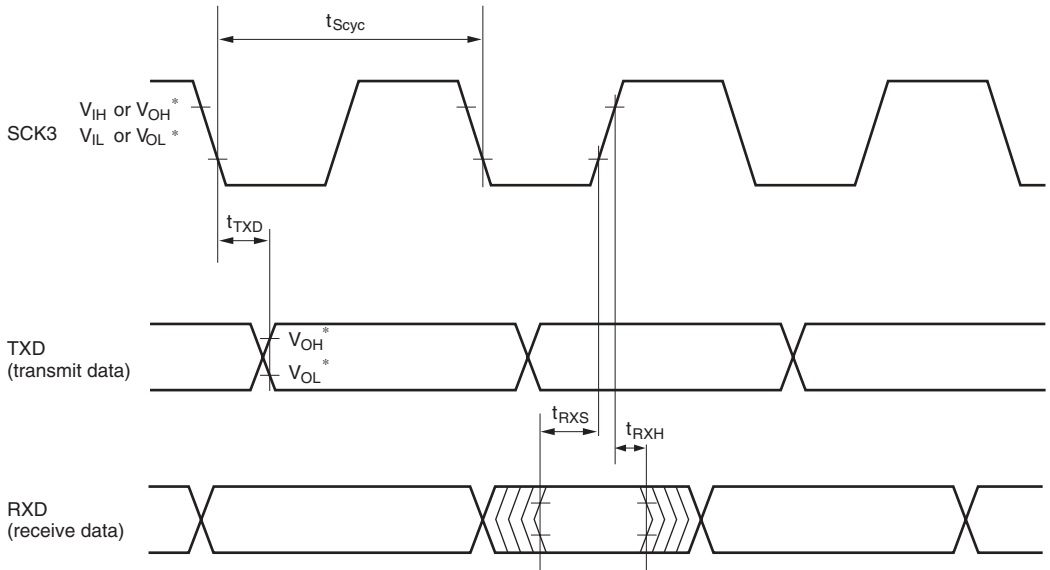 tScyc
VIH or VOH*
SCK3 VIL or VOL*
tTXD
TXD
(transmit data)
VOH*
VOL*
tRXS
tRXH
RXD
(receive data)